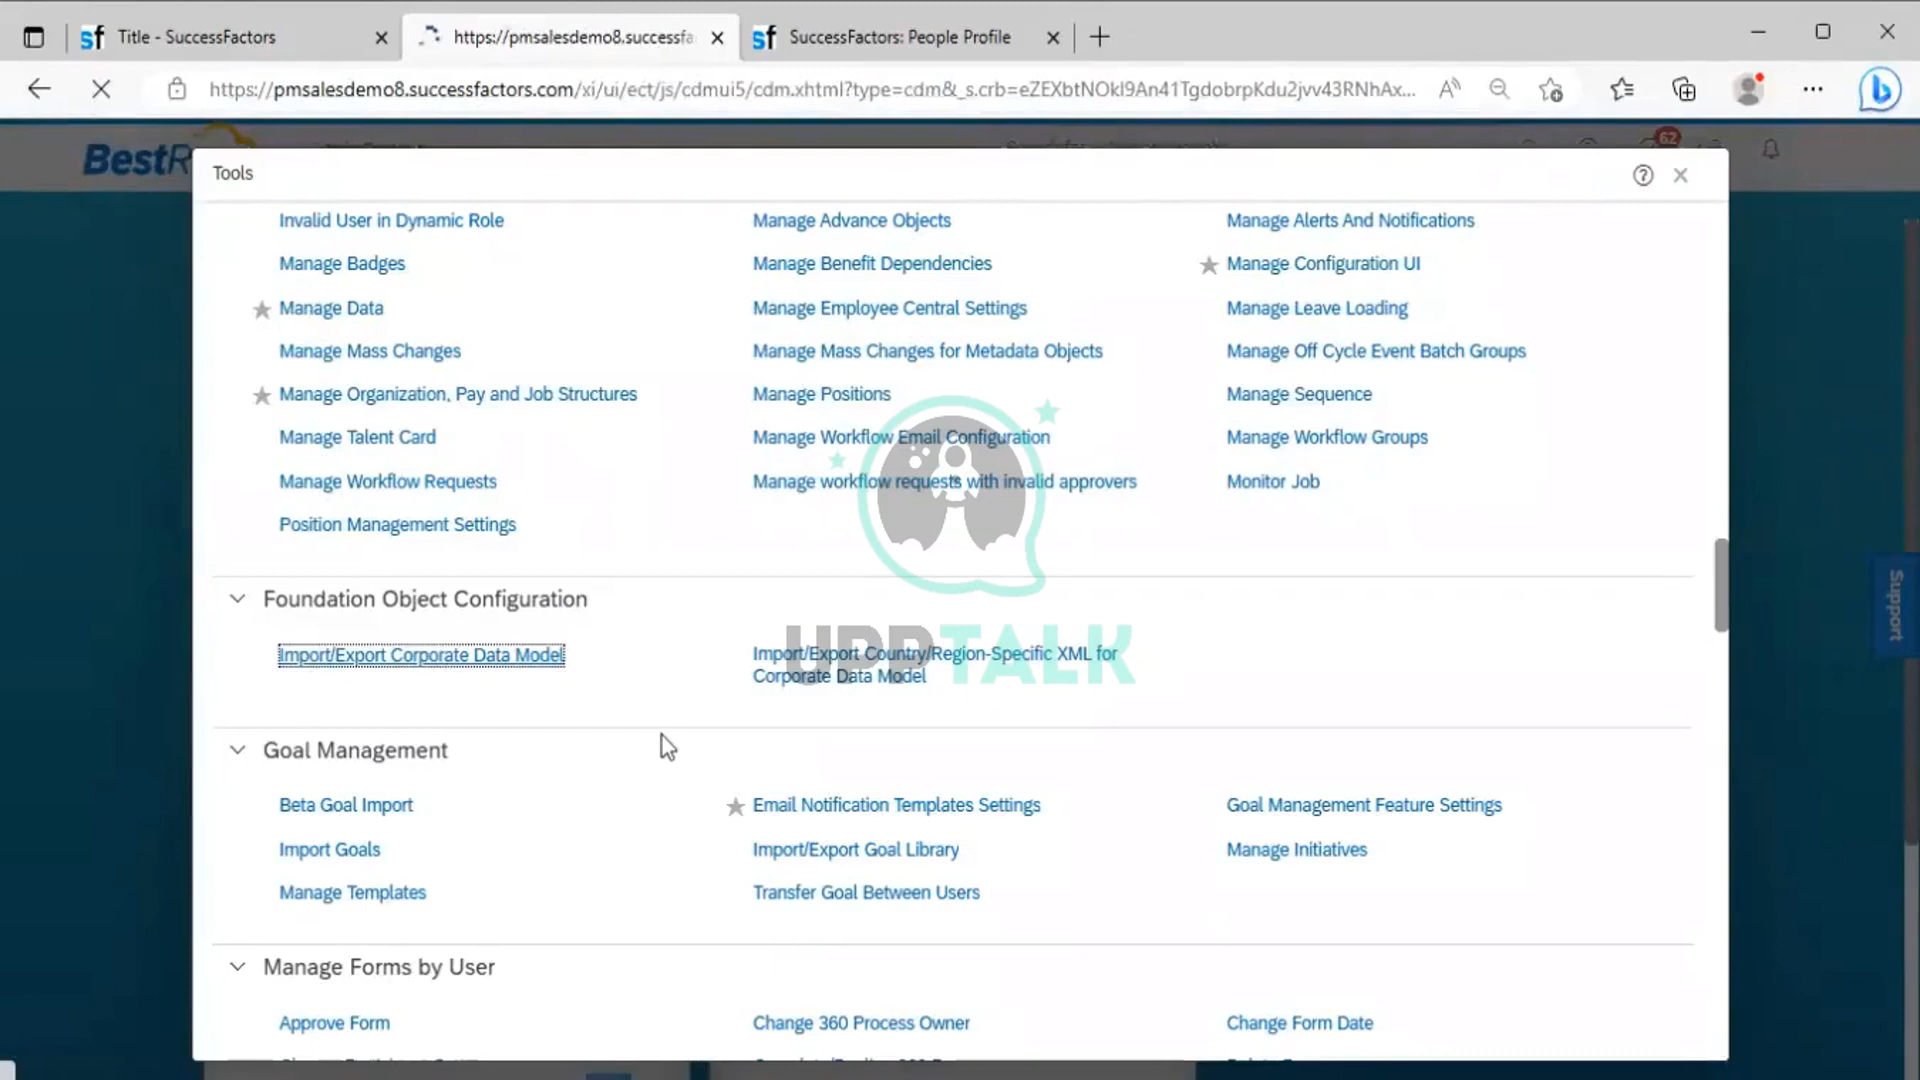 Title - SuccessFactors
https://pmsalesdemo8.successfa
SuccessFactors: People Profile
https://pmsalesdemo8.successfactors.com/xi/ui/ect/js/cdmui5/cdm.xhtml?type=cdm&_s.crb=eZEXbtNOkI9An41TgdobrpKdu2jvv43RNhAx...
BestR
62
Tools
Invalid User in Dynamic Role
Manage Advance Objects
Manage Alerts And Notifications
Manage Badges
Manage Benefit Dependencies
Manage Configuration UI
Manage Data
Manage Employee Central Settings
Manage Leave Loading
Manage Mass Changes
Manage Mass Changes for Metadata Objects
Manage Off Cycle Event Batch Groups
Manage Organization, Pay and Job Structures
Manage Positions
Manage Sequence
Manage Talent Card
Manage Workflow Email Configuration
Manage Workflow Groups
Manage Workflow Requests
Manage workflow requests with invalid approvers
Monitor Job
Position Management Settings
Support
Foundation Object Configuration
Import/Export Corporate Data Model
Import/Export Country/Region-Specific XML for
Corporate Data Model
UPPTALK
Goal Management
Beta Goal Import
Email Notification Templates Settings
Goal Management Feature Settings
Import Goals
Import/Export Goal Library
Manage Initiatives
Manage Templates
Transfer Goal Between Users
Manage Forms by User
Approve Form
Change 360 Process Owner
Change Form Date